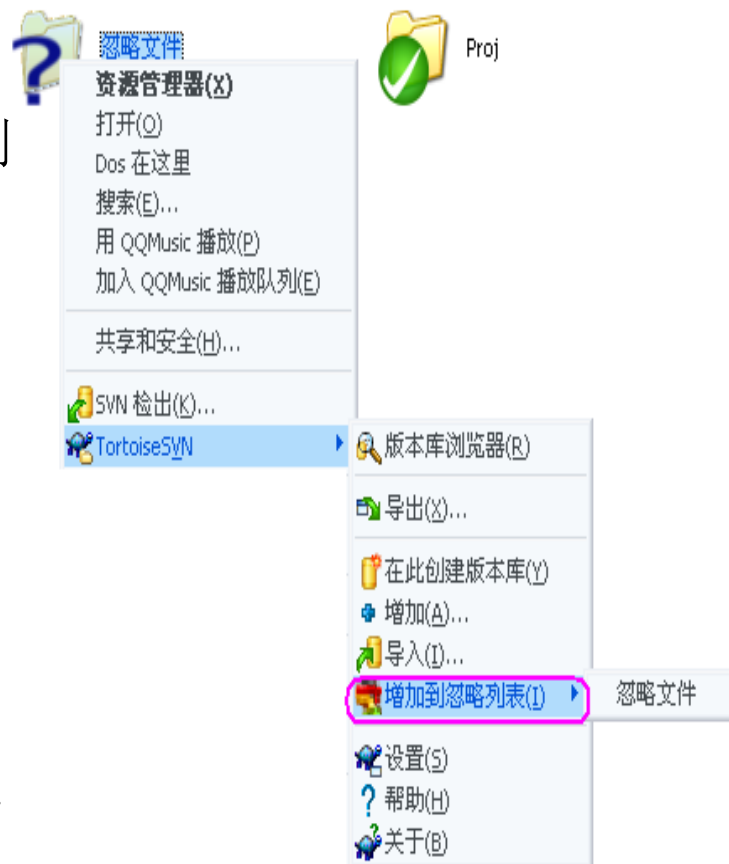 忽略文件
Proj
资源管理器(X)
打开(O)
Dos 在这里
搜索(E)...
用 QQMusic 播放(P)
加入 QQMusic 播放队列(E)
共享和安全(H)...
SVN 检出(K)...
TortoiseSVN
版本库浏览器(R)
导出(X)...
在此创建版本库(Y)
增加(A)...
导入(I)...
增加到忽略列表(I)
忽略文件
设置(S)
帮助(H)
关于(B)